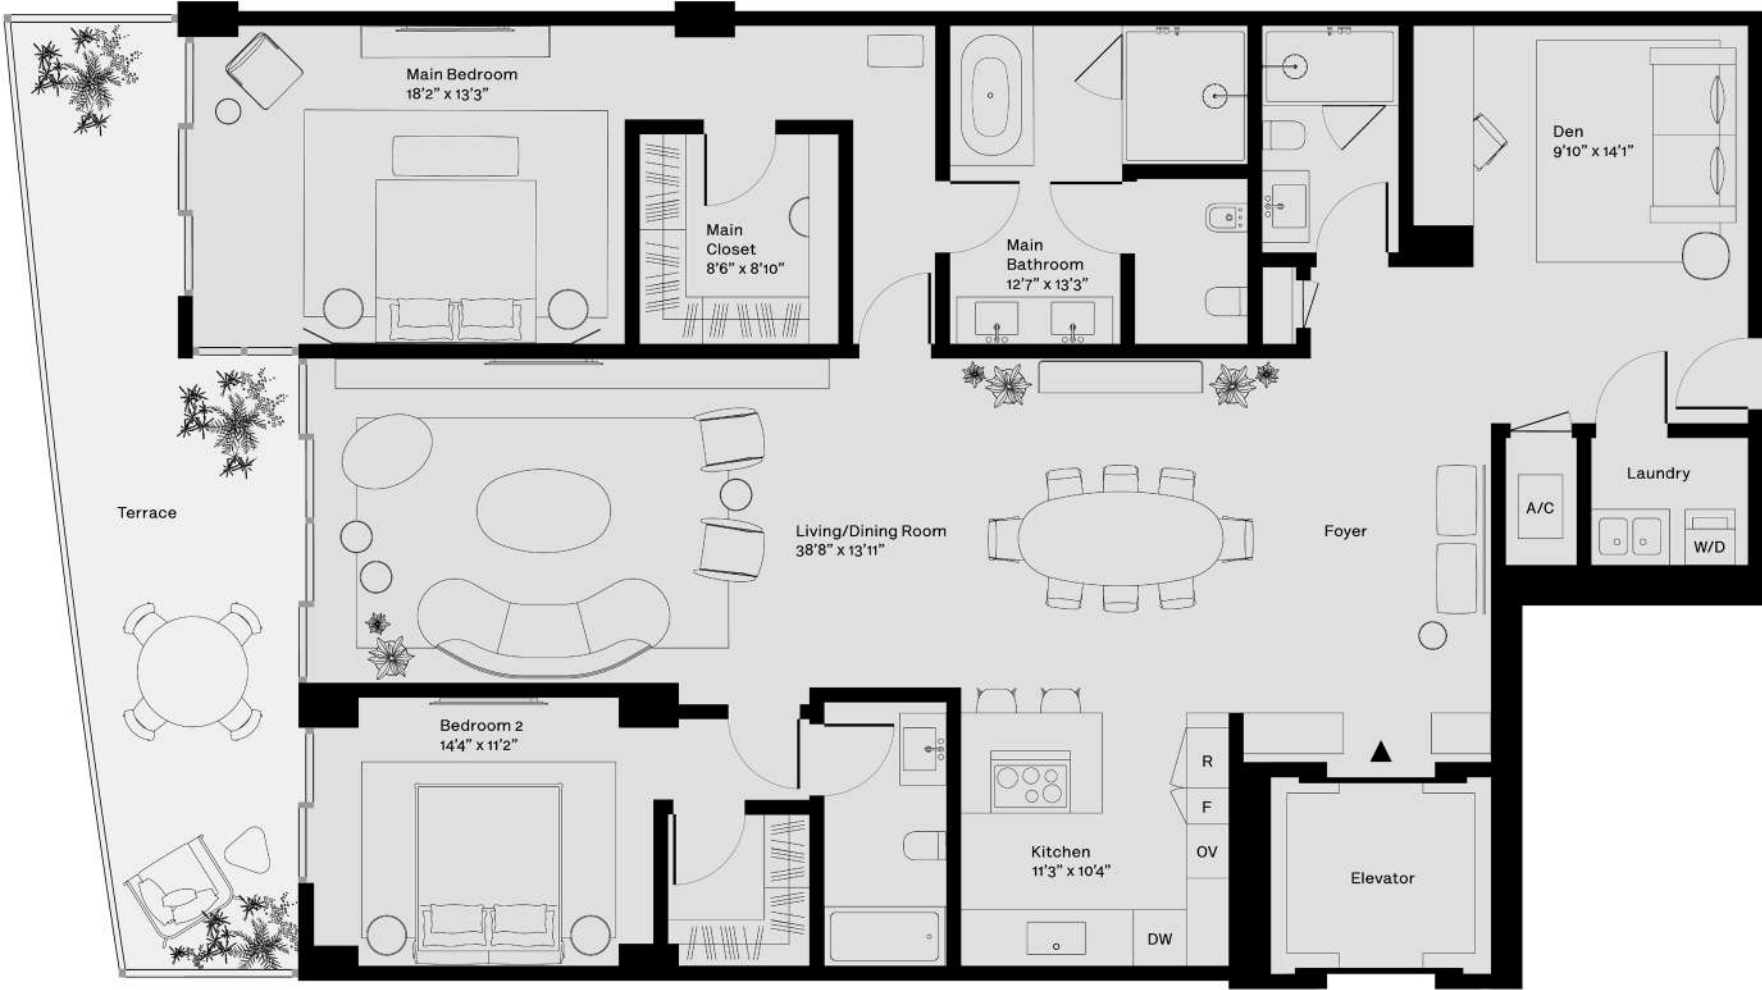 Main Bedroom
18'2" x 13'3"
Main
Closet
8'6" x 8'10"
Main
Bathroom
12'7" x 13'3"
Den
9'10" x 14'1"
Terrace
Living/Dining Room
38'8" x 13'11"
Foyer
A/C
Laundry
W/D
Bedroom 2
14'4" x 11'2"
Kitchen
11'3" x 10'4"
R
F
OV
DW
Elevator